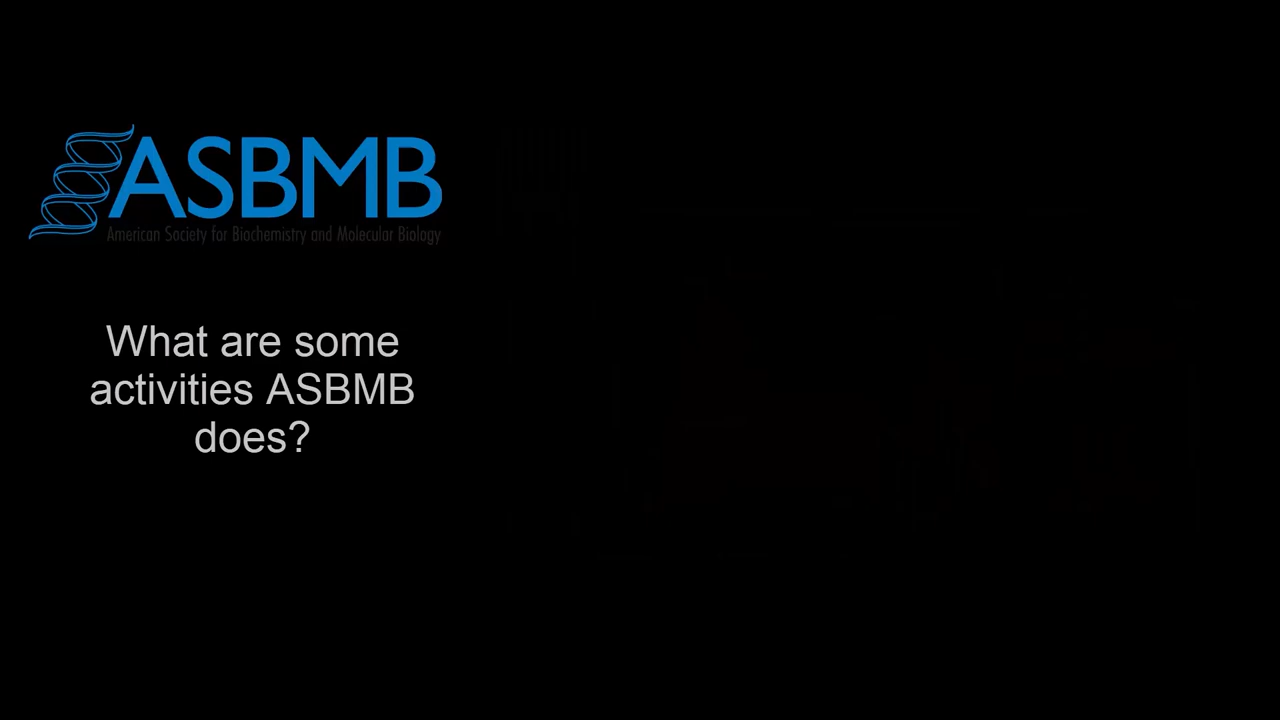 ASBMB
American Society for Biochemistry and Molecular Biology
What are some
activities ASBMB
does?